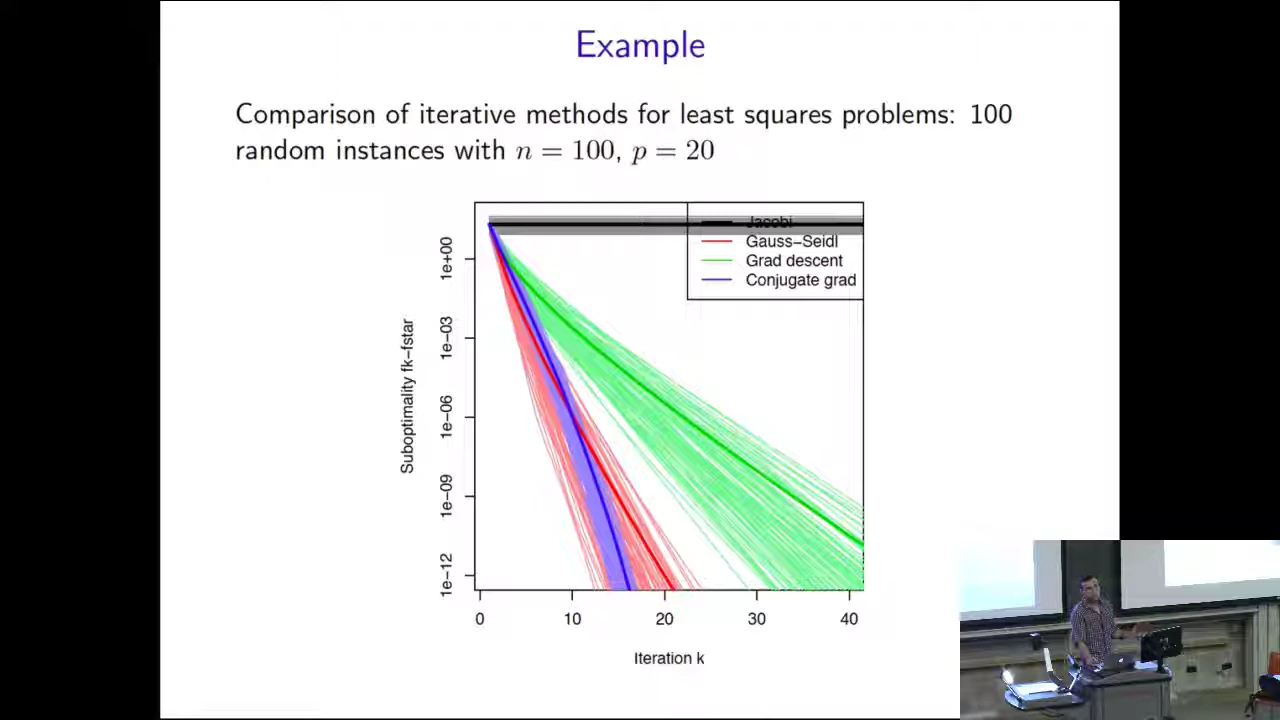 Example
Comparison of iterative methods for least squares problems: 100
random instances with n = 100, p = 20
Jacobi
Gauss−Seidl
Grad descent
Conjugate grad
Suboptimality fk−fstar
1e+00
1e−03
1e−06
1e−09
1e−12
0 10 20 30 40
Iteration k